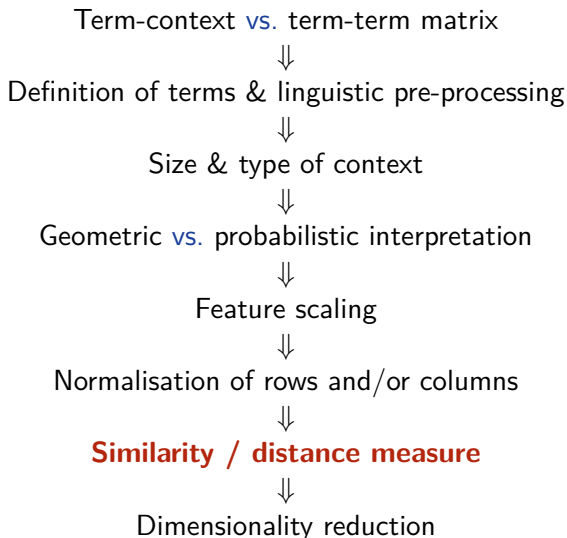 Term-context vs. term-term matrix
⇓
Definition of terms & linguistic pre-processing
⇓
Size & type of context
⇓
Geometric vs. probabilistic interpretation
⇓
Feature scaling
⇓
Normalisation of rows and/or columns
⇓
Similarity / distance measure
⇓
Dimensionality reduction